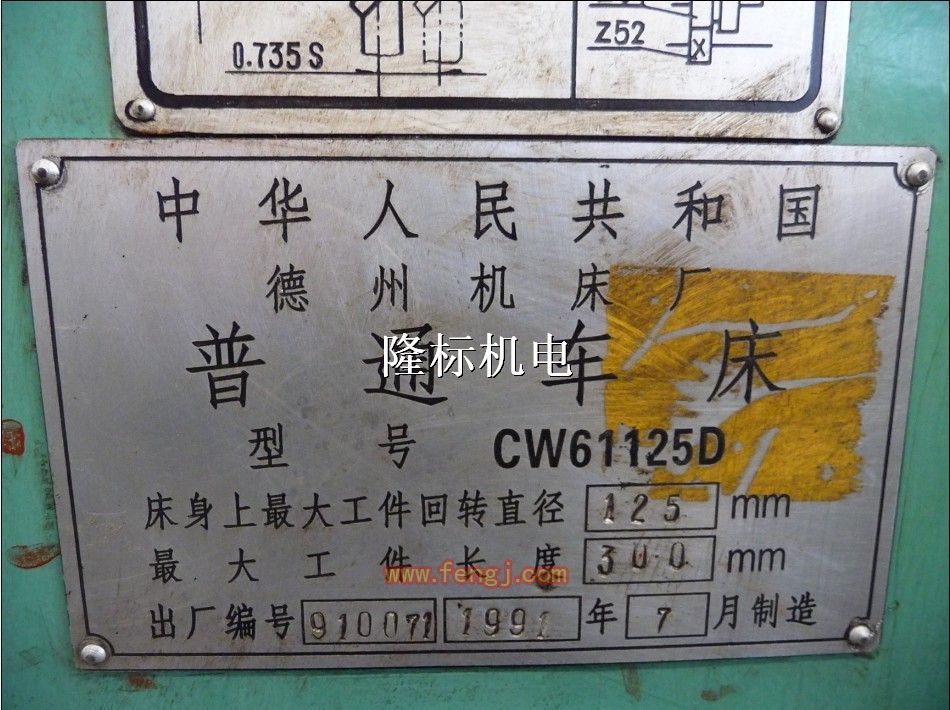 0.735S
Z52
X
中华人民共和国
德州机床厂
普通车床
隆标机电
型号 CW61125D
床身上最大工件回转直径 125 mm
最大工件长度 300 mm
www.fengj.com
出厂编号 910071 1991 年 7 月制造